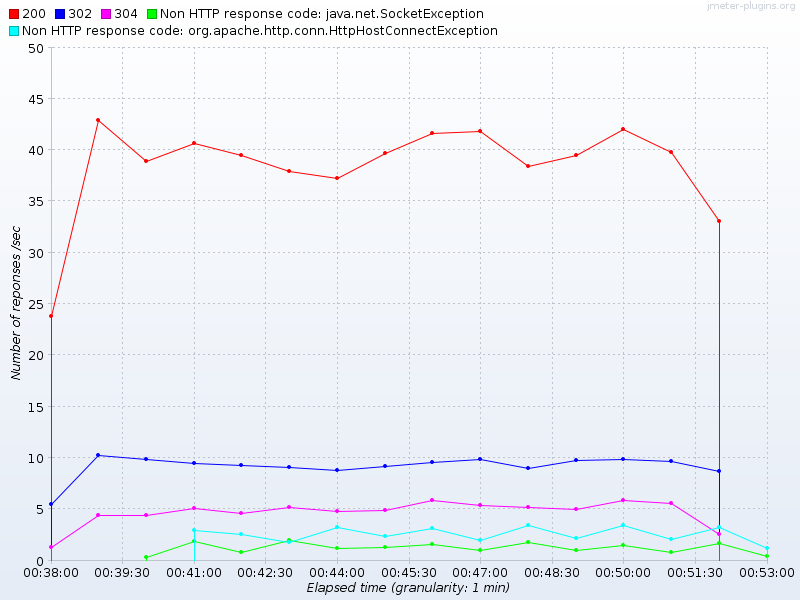 200 302 304 Non HTTP response code: java.net.SocketException
jmeter-plugins.org
Non HTTP response code: org.apache.http.conn.HttpHostConnectException
50
45
40
35
30
25
20
15
10
5
0
Number of reponses /sec
00:38:00 00:39:30 00:41:00 00:42:30 00:44:00 00:45:30 00:47:00 00:48:30 00:50:00 00:51:30 00:53:00
Elapsed time (granularity: 1 min)